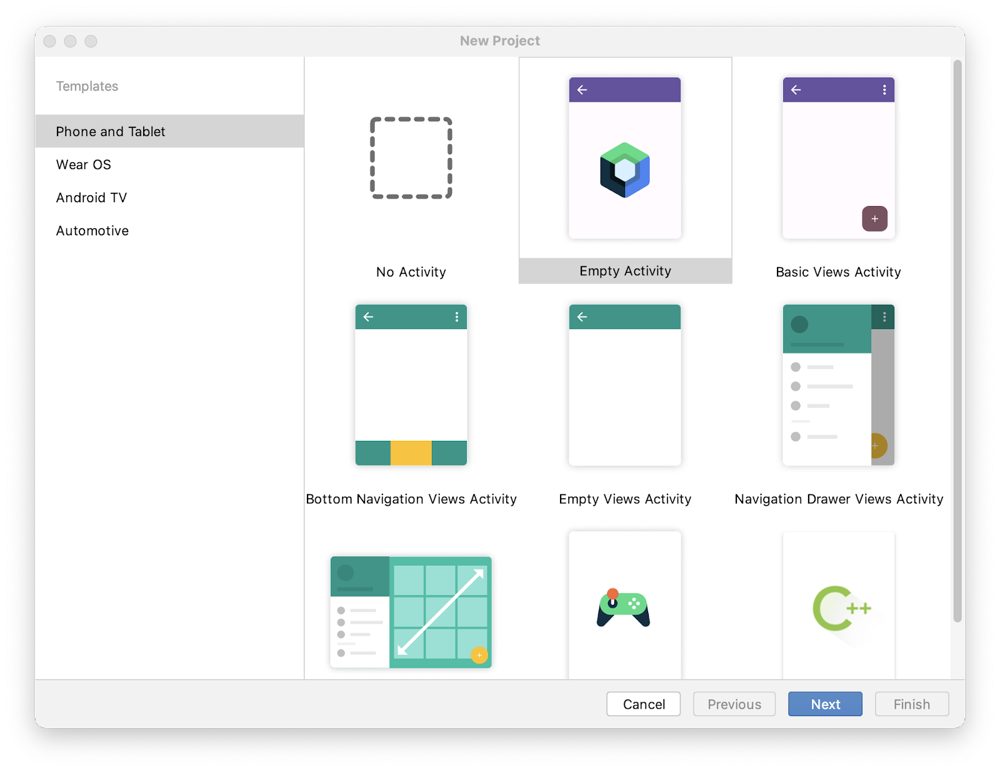 New Project
Templates
Phone and Tablet
Wear OS
Android TV
Automotive
No Activity
Empty Activity
Basic Views Activity
Bottom Navigation Views Activity
Empty Views Activity
Navigation Drawer Views Activity
C++
Cancel
Previous
Next
Finish